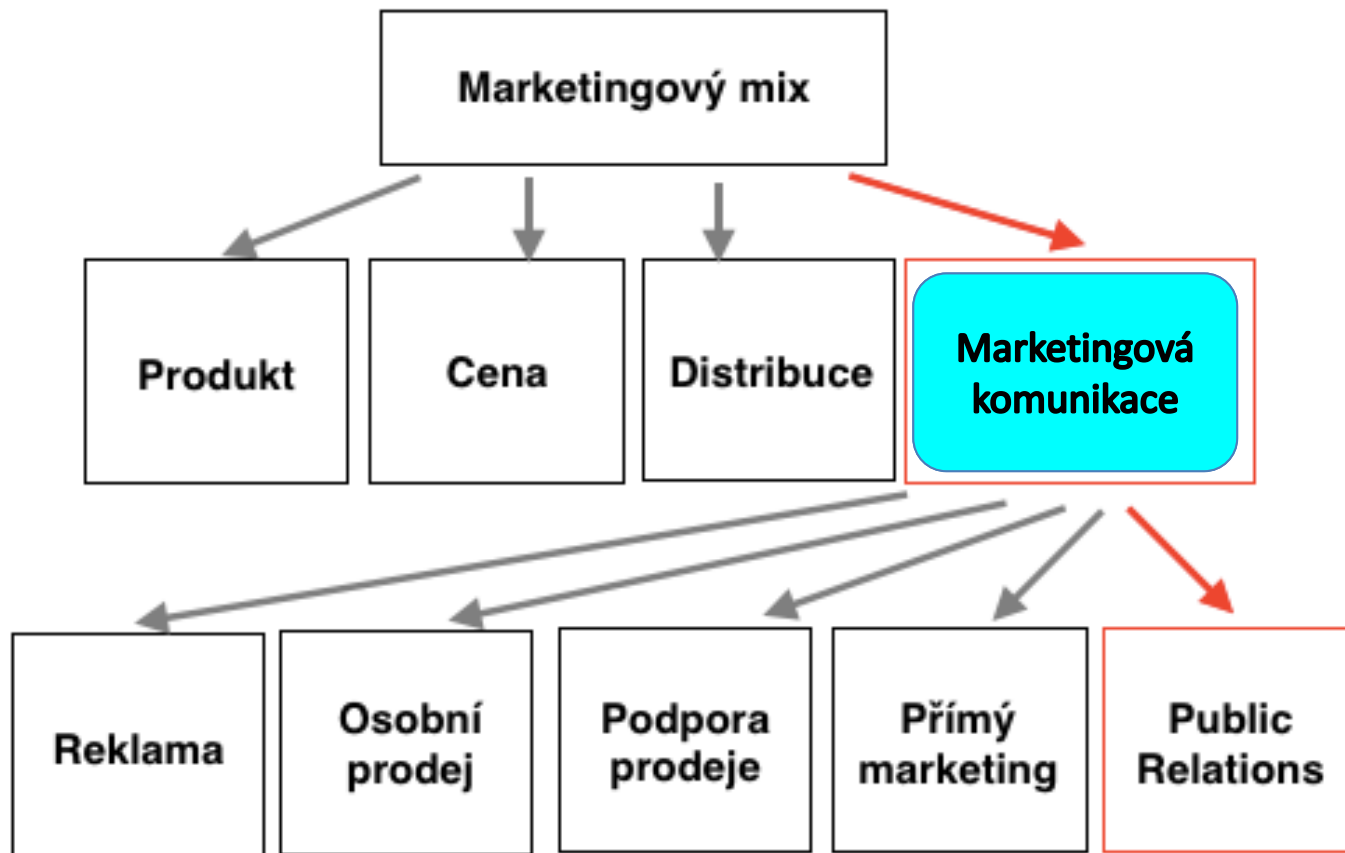 Marketingový mix
Produkt
Cena
Distribuce
Marketingová
komunikace
Reklama
Osobní
prodej
Podpora
prodeje
Přímý
marketing
Public
Relations